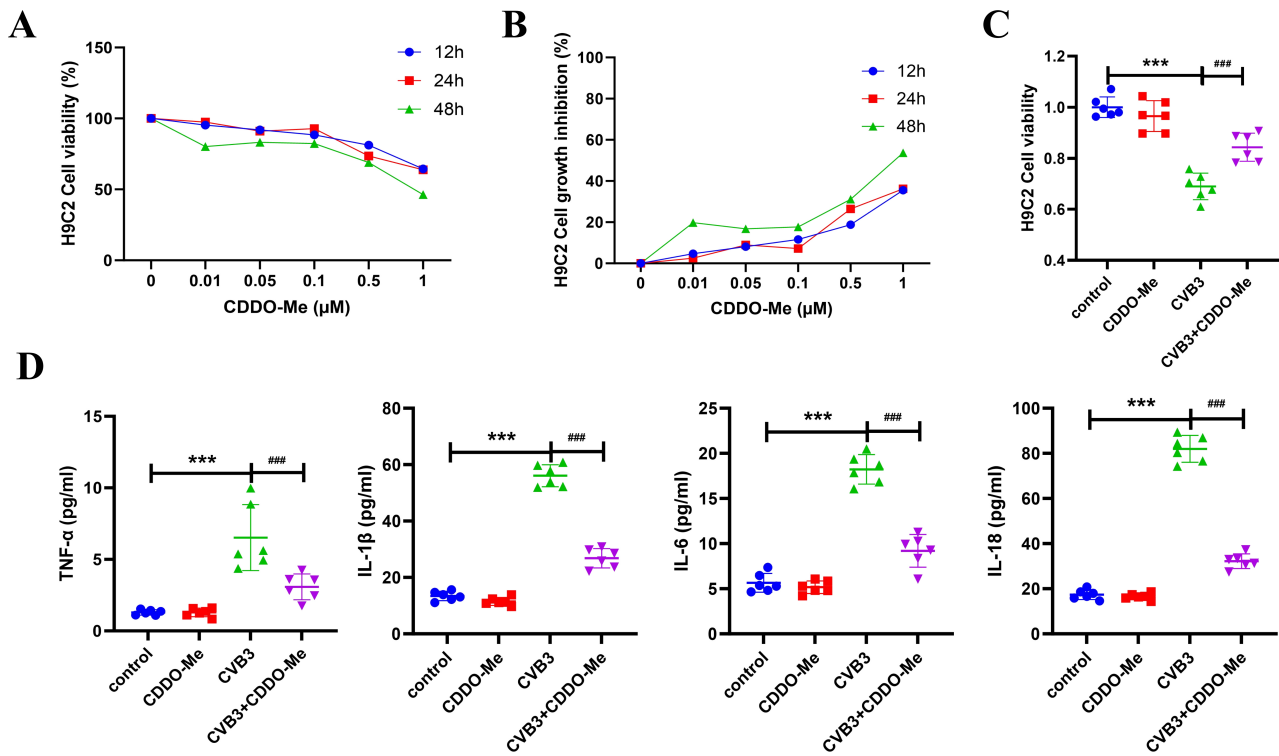 A
H9C2 Cell viability (%)
150
100
50
0
0 0.01 0.05 0.1 0.5 1
CDDO-Me (μM)
12h
24h
48h
B
H9C2 Cell growth inhibition (%)
100
80
60
40
20
0
0 0.01 0.05 0.1 0.5 1
CDDO-Me (μM)
12h
24h
48h
C
H9C2 Cell viability
1.2
1.0
0.8
0.6
0.4
*** ###
control
CDDO-Me
CVB3
CVB3+CDDO-Me
D
TNF-α (pg/ml)
15
10
5
0
*** ###
control
CDDO-Me
CVB3
CVB3+CDDO-Me
IL-1β (pg/ml)
80
60
40
20
0
*** ###
control
CDDO-Me
CVB3
CVB3+CDDO-Me
IL-6 (pg/ml)
25
20
15
10
5
0
*** ###
control
CDDO-Me
CVB3
CVB3+CDDO-Me
IL-18 (pg/ml)
100
80
60
40
20
0
*** ###
control
CDDO-Me
CVB3
CVB3+CDDO-Me